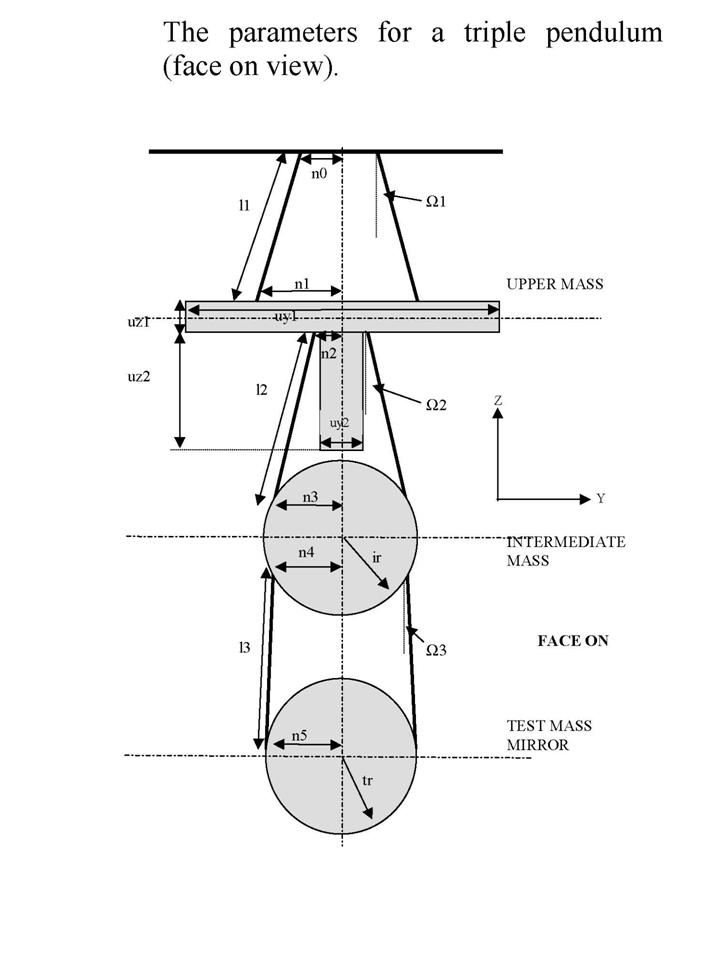 The parameters for a triple pendulum
(face on view).
n0
l1
Ω1
n1
UPPER MASS
uy1
uz1
n2
uz2
l2
Ω2
Z
uy2
n3
Y
INTERMEDIATE
MASS
n4
ir
l3
Ω3
FACE ON
TEST MASS
MIRROR
n5
tr